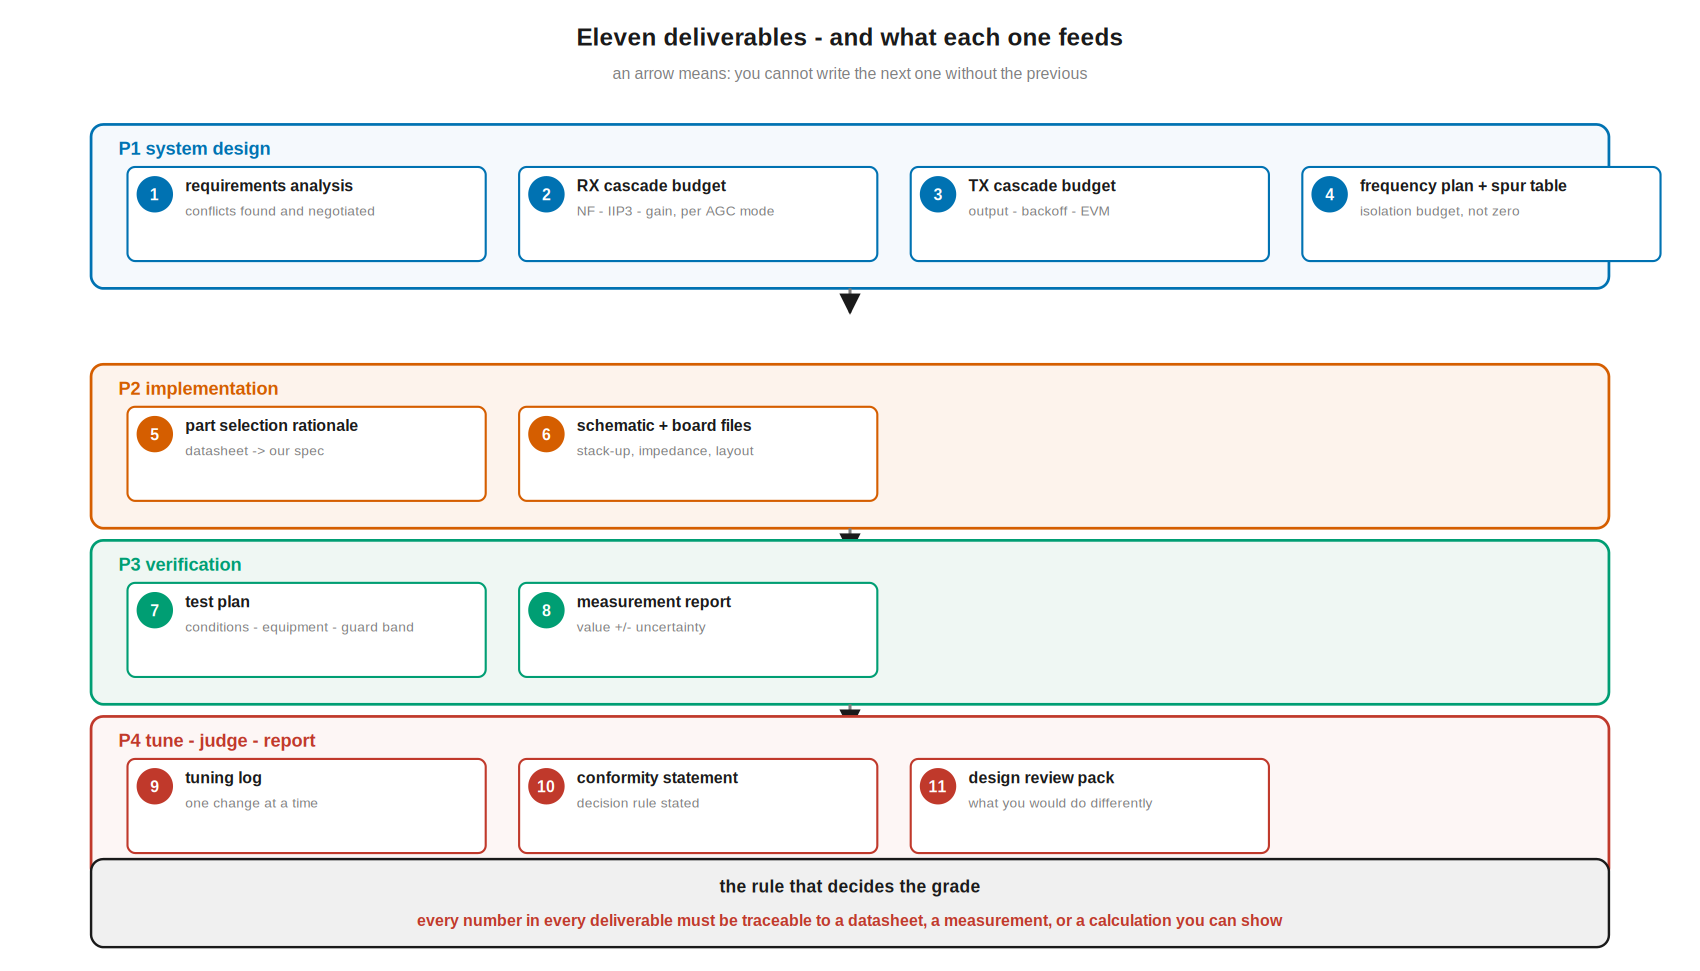 Eleven deliverables - and what each one feeds
an arrow means: you cannot write the next one without the previous
P1 system design
1
requirements analysis
conflicts found and negotiated
2
RX cascade budget
NF - IIP3 - gain, per AGC mode
3
TX cascade budget
output - backoff - EVM
4
frequency plan + spur table
isolation budget, not zero
P2 implementation
5
part selection rationale
datasheet -> our spec
6
schematic + board files
stack-up, impedance, layout
P3 verification
7
test plan
conditions - equipment - guard band
8
measurement report
value +/- uncertainty
P4 tune - judge - report
9
tuning log
one change at a time
10
conformity statement
decision rule stated
11
design review pack
what you would do differently
the rule that decides the grade
every number in every deliverable must be traceable to a datasheet, a measurement, or a calculation you can show